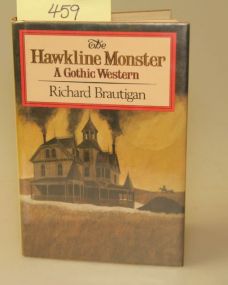 459
The
Hawkline Monster
A Gothic Western
Richard Brautigan